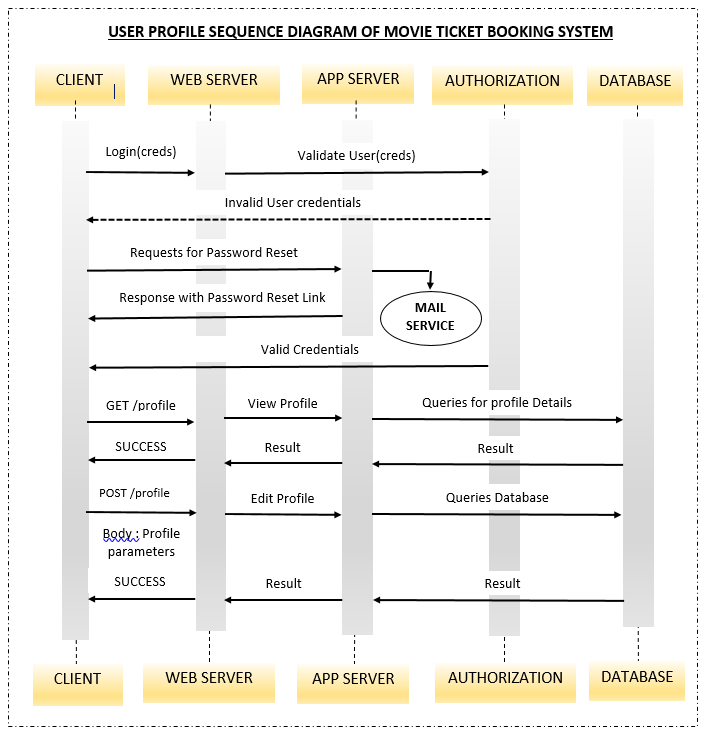 USER PROFILE SEQUENCE DIAGRAM OF MOVIE TICKET BOOKING SYSTEM
CLIENT
WEB SERVER
APP SERVER
AUTHORIZATION
DATABASE
Login(creds)
Validate User(creds)
Invalid User credentials
Requests for Password Reset
Response with Password Reset Link
MAIL
SERVICE
Valid Credentials
GET /profile
View Profile
Queries for profile Details
SUCCESS
Result
Result
POST /profile
Edit Profile
Queries Database
Body : Profile
parameters
SUCCESS
Result
Result
CLIENT
WEB SERVER
APP SERVER
AUTHORIZATION
DATABASE